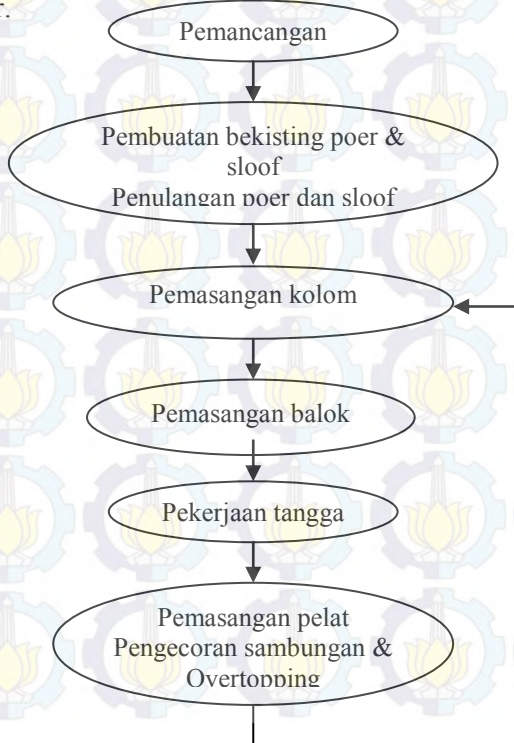 Pemancangan
Pembuatan bekisting poer &
sloof
Penulangan poer dan sloof
Pemasangan kolom
Pemasangan balok
Pekerjaan tangga
Pemasangan pelat
Pengecoran sambungan &
Overtopping